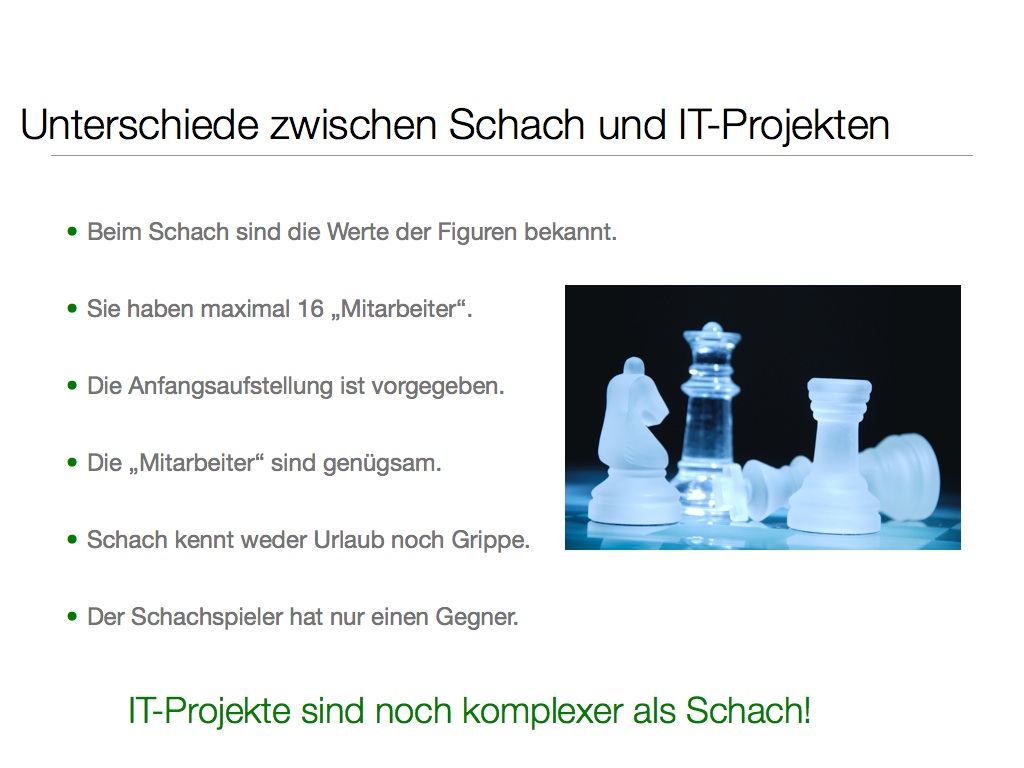 Unterschiede zwischen Schach und IT-Projekten
• Beim Schach sind die Werte der Figuren bekannt.
• Sie haben maximal 16 „Mitarbeiter“.
• Die Anfangsaufstellung ist vorgegeben.
• Die „Mitarbeiter“ sind genügsam.
• Schach kennt weder Urlaub noch Grippe.
• Der Schachspieler hat nur einen Gegner.
IT-Projekte sind noch komplexer als Schach!